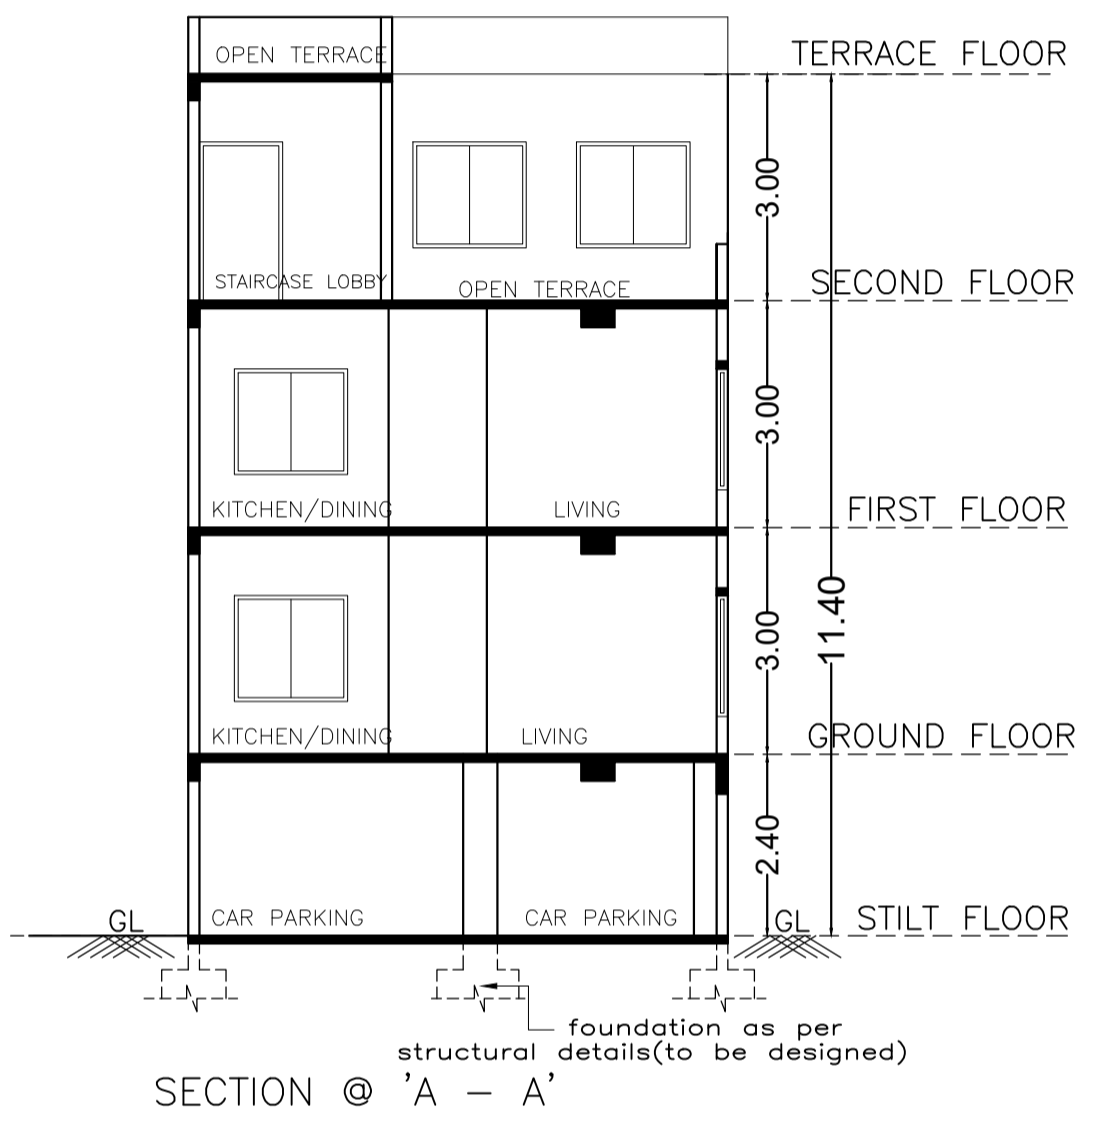 OPEN TERRACE
TERRACE FLOOR
3.00
STAIRCASE LOBBY
OPEN TERRACE
SECOND FLOOR
3.00
KITCHEN/DINING
LIVING
FIRST FLOOR
11.40
3.00
KITCHEN/DINING
LIVING
GROUND FLOOR
2.40
GL
CAR PARKING
CAR PARKING
GL
STILT FLOOR
foundation as per
structural details(to be designed)
SECTION @ 'A - A'